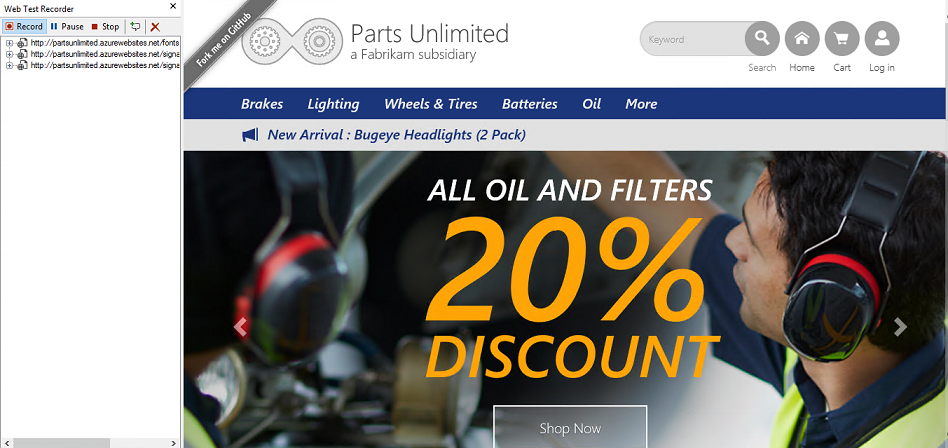 Web Test Recorder
Record Pause Stop
http://partsunlimited.azurewebsites.net/fonts
http://partsunlimited.azurewebsites.net/signa
http://partsunlimited.azurewebsites.net/signa
Fork me on GitHub
Parts Unlimited
a Fabrikam subsidiary
Keyword
Search Home Cart Log in
Brakes Lighting Wheels & Tires Batteries Oil More
New Arrival : Bugeye Headlights (2 Pack)
ALL OIL AND FILTERS
20%
DISCOUNT
Shop Now